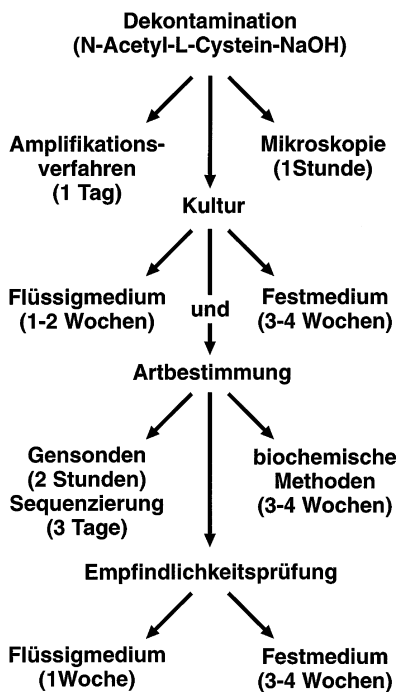 Dekontamination
(N-Acetyl-L-Cystein-NaOH)
Amplifikations-
verfahren
(1 Tag)
Mikroskopie
(1Stunde)
Kultur
Flüssigmedium
(1-2 Wochen)
und
Festmedium
(3-4 Wochen)
Artbestimmung
Gensonden
(2 Stunden)
Sequenzierung
(3 Tage)
biochemische
Methoden
(3-4 Wochen)
Empfindlichkeitsprüfung
Flüssigmedium
(1Woche)
Festmedium
(3-4 Wochen)